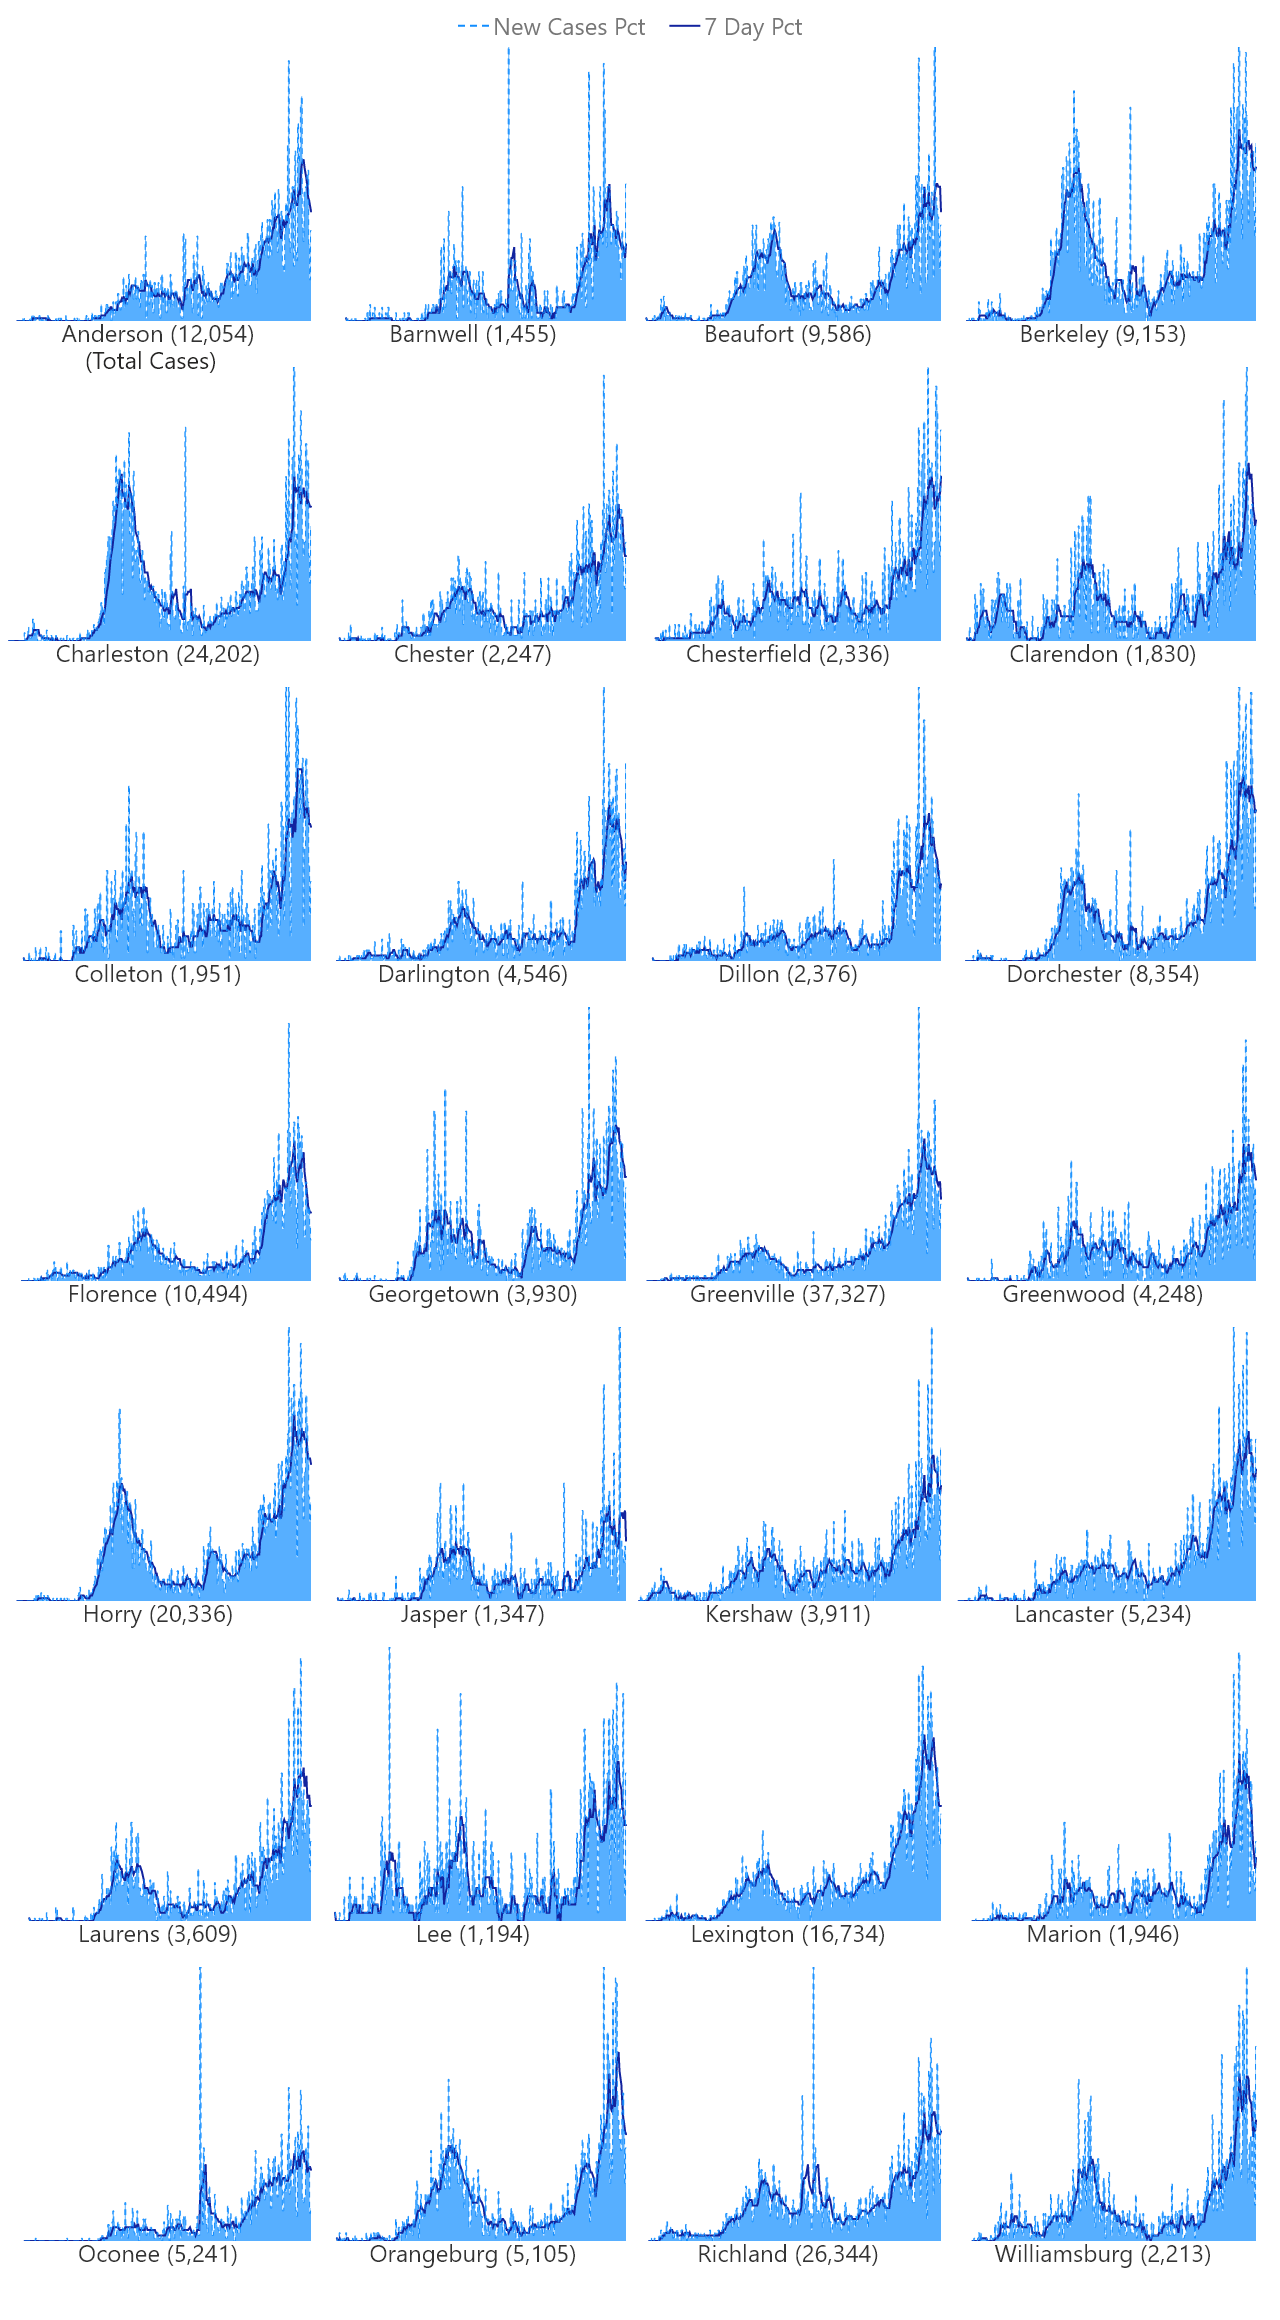 New Cases Pct 7 Day Pct
Anderson (12,054) Barnwell (1,455) Beaufort (9,586) Berkeley (9,153)
(Total Cases)
Charleston (24,202) Chester (2,247) Chesterfield (2,336) Clarendon (1,830)
Colleton (1,951) Darlington (4,546) Dillon (2,376) Dorchester (8,354)
Florence (10,494) Georgetown (3,930) Greenville (37,327) Greenwood (4,248)
Horry (20,336) Jasper (1,347) Kershaw (3,911) Lancaster (5,234)
Laurens (3,609) Lee (1,194) Lexington (16,734) Marion (1,946)
Oconee (5,241) Orangeburg (5,105) Richland (26,344) Williamsburg (2,213)